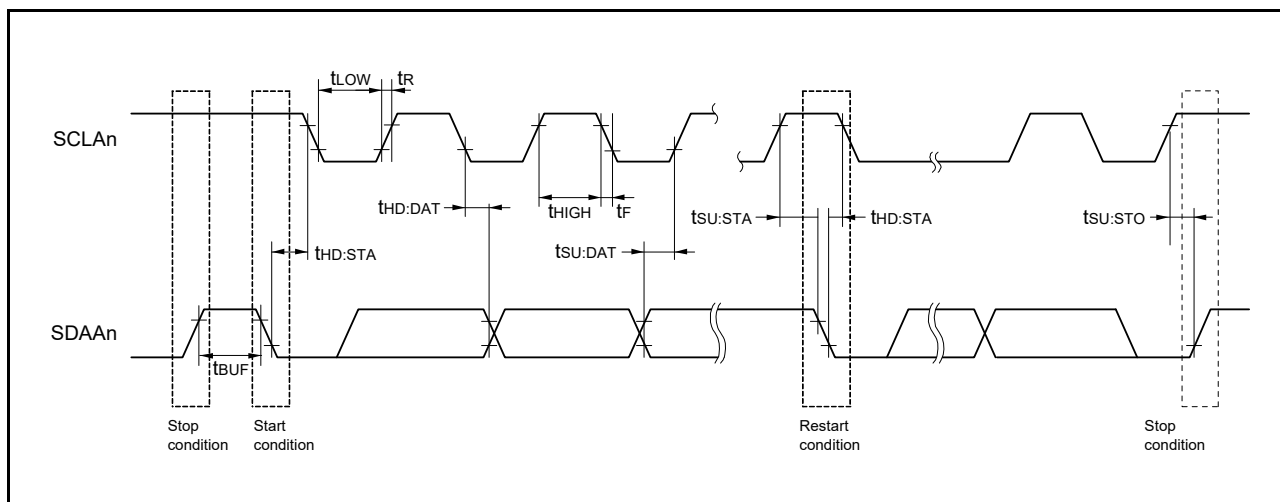 tLOW
tR
SCLAn
tHD:DAT
tHIGH
tF
tSU:STA
tHD:STA
tSU:STO
tHD:STA
tSU:DAT
SDAAn
tBUF
Stop
condition
Start
condition
Restart
condition
Stop
condition